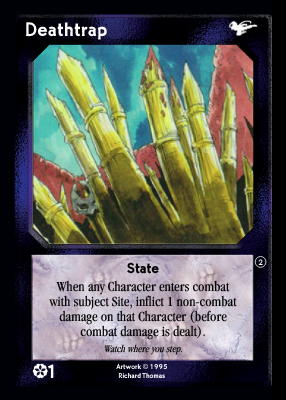 Deathtrap
State
2
When any Character enters combat
with subject Site, inflict 1 non-combat
damage on that Character (before
combat damage is dealt).
Watch where you step.
1
Artwork © 1995
Richard Thomas